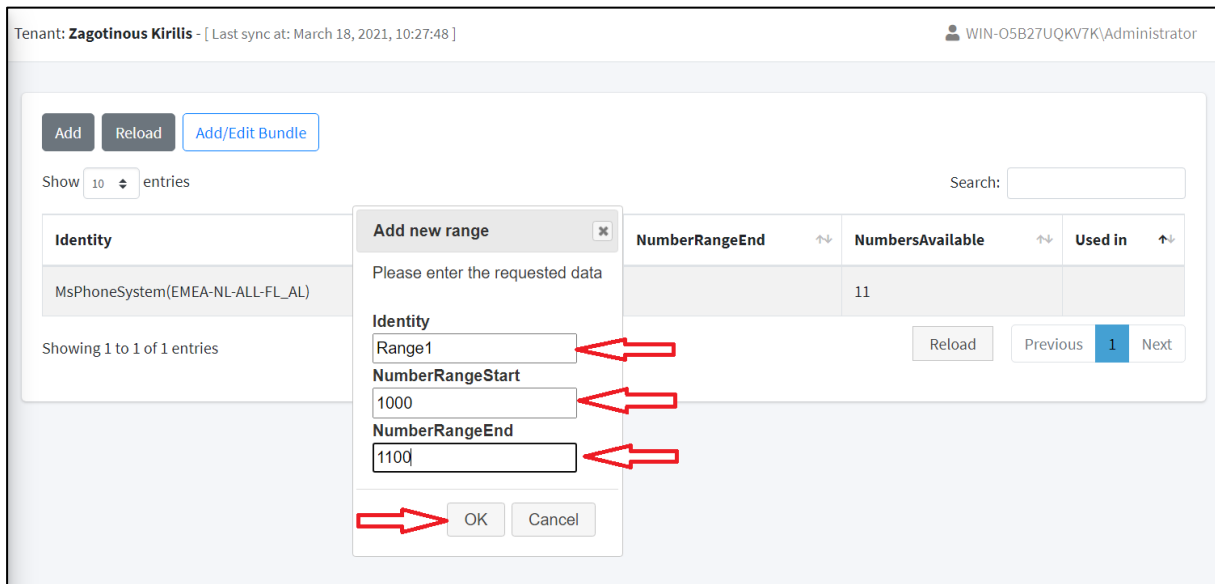 Tenant: Zagotinous Kirilis - [ Last sync at: March 18, 2021, 10:27:48 ] WIN-O5B27UQKV7K\Administrator
Add Reload Add/Edit Bundle
Show 10 entries Search:
Identity NumberRangeEnd NumbersAvailable Used in
MsPhoneSystem(EMEA-NL-ALL-FL_AL) 11
Showing 1 to 1 of 1 entries Reload Previous 1 Next
Add new range
Please enter the requested data
Identity
Range1
NumberRangeStart
1000
NumberRangeEnd
1100
OK Cancel